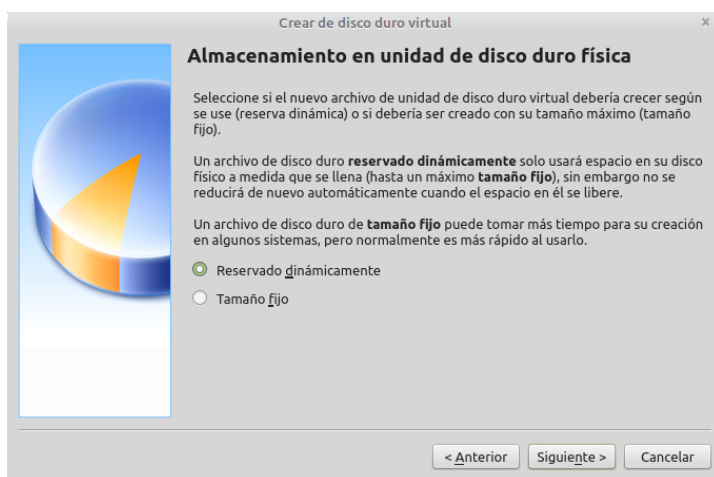 Crear de disco duro virtual
Almacenamiento en unidad de disco duro física
Seleccione si el nuevo archivo de unidad de disco duro virtual debería crecer según
se use (reserva dinámica) o si debería ser creado con su tamaño máximo (tamaño
fijo).
Un archivo de disco duro reservado dinámicamente solo usará espacio en su disco
físico a medida que se llena (hasta un máximo tamaño fijo), sin embargo no se
reducirá de nuevo automáticamente cuando el espacio en él se libere.
Un archivo de disco duro de tamaño fijo puede tomar más tiempo para su creación
en algunos sistemas, pero normalmente es más rápido al usarlo.
Reservado dinámicamente
Tamaño fijo
< Anterior Siguiente > Cancelar